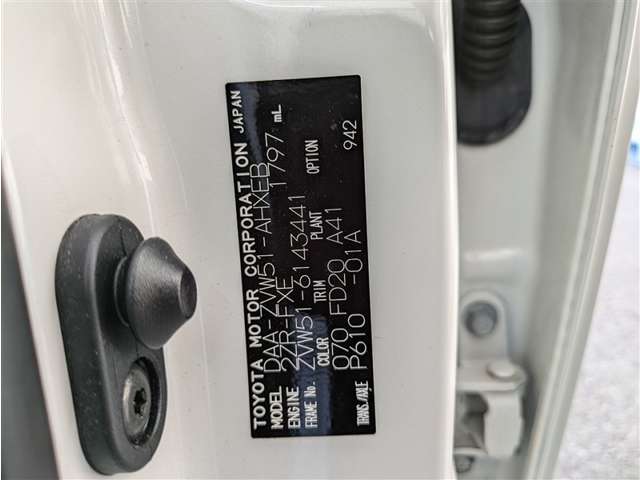 TOYOTA MOTOR CORPORATION JAPAN
MODEL DAA-ZVW51-AHXEB
ENGINE 2ZR-FXE 1797 mL
FRAME No. ZVW51-6143441
COLOR TRIM PLANT OPTION
070 FD20 A41
TRANS./AXLE P610 -01A 942